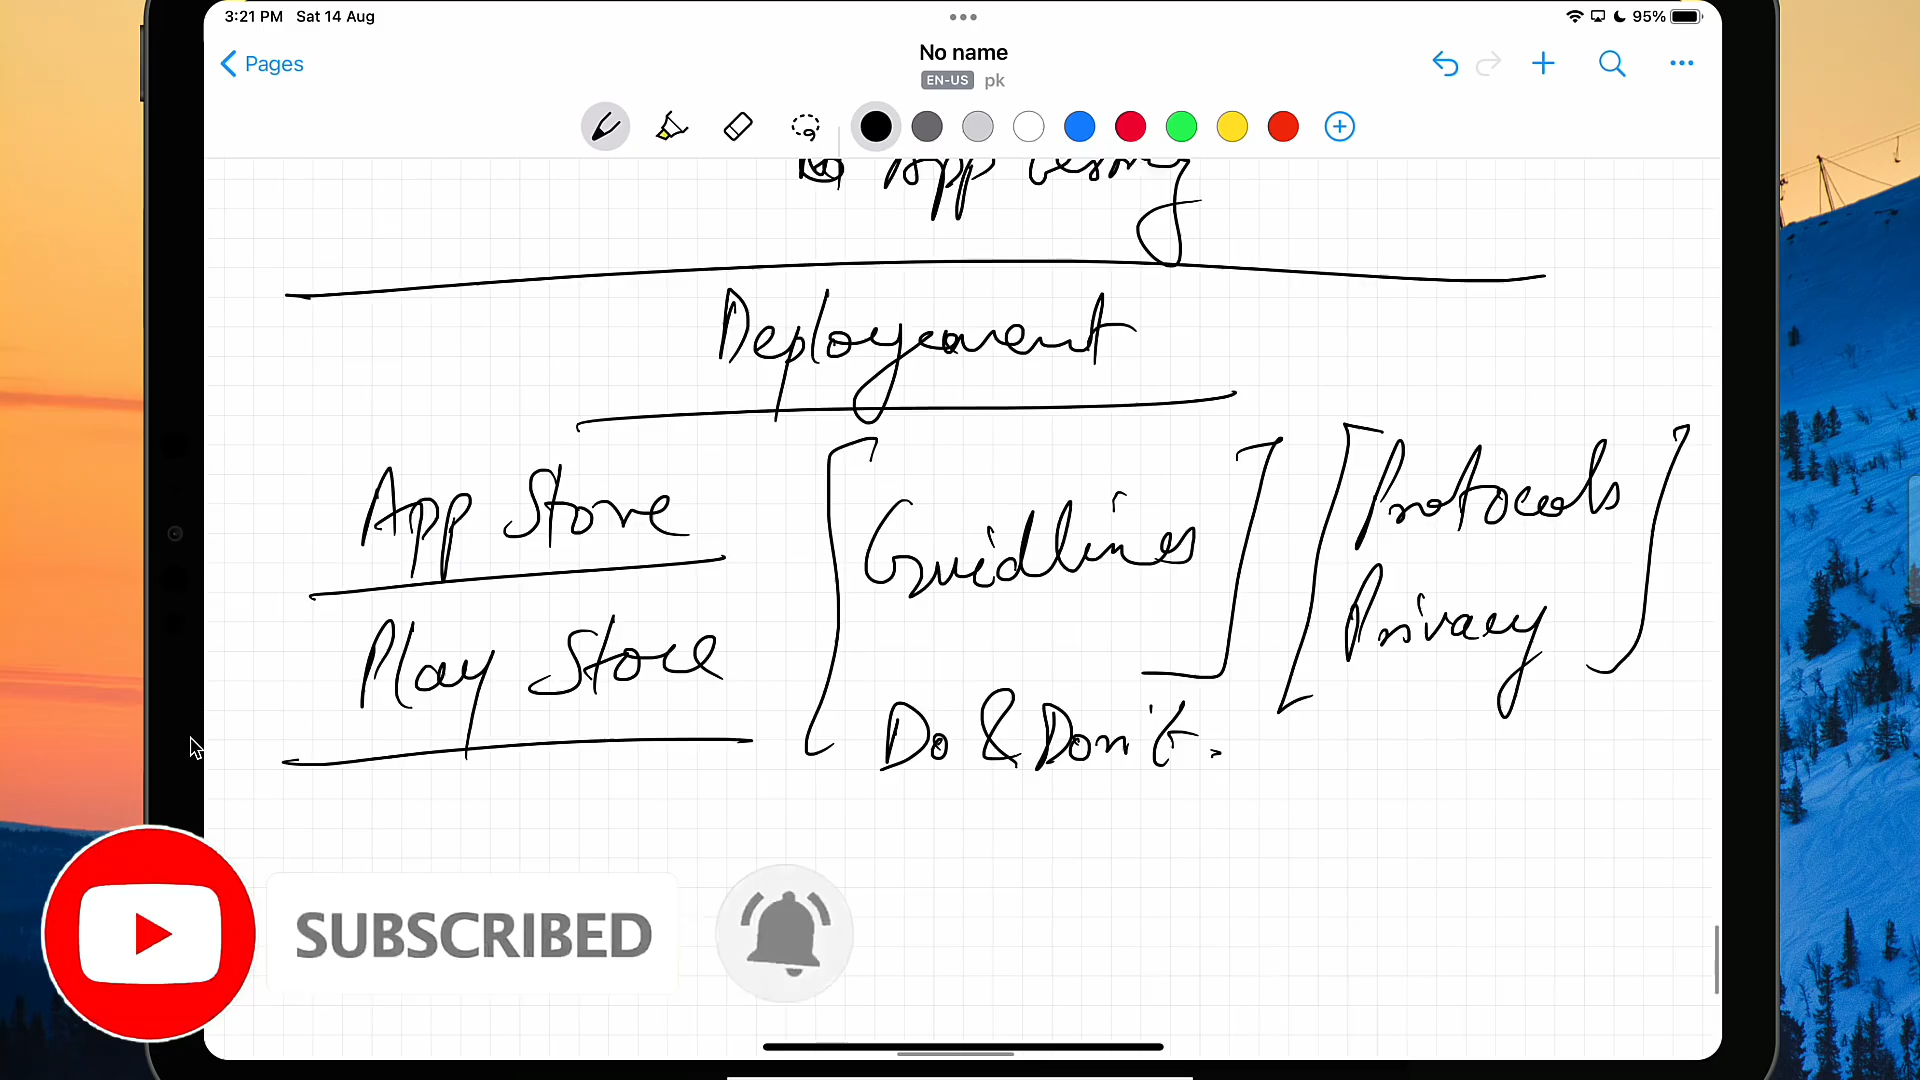 3:21 PM Sat 14 Aug
95%
Pages
No name
EN-US pk
App
Deployement
App Store
Play Store
Guidlines
Do & Don't.
Protocols
Privacy
SUBSCRIBED